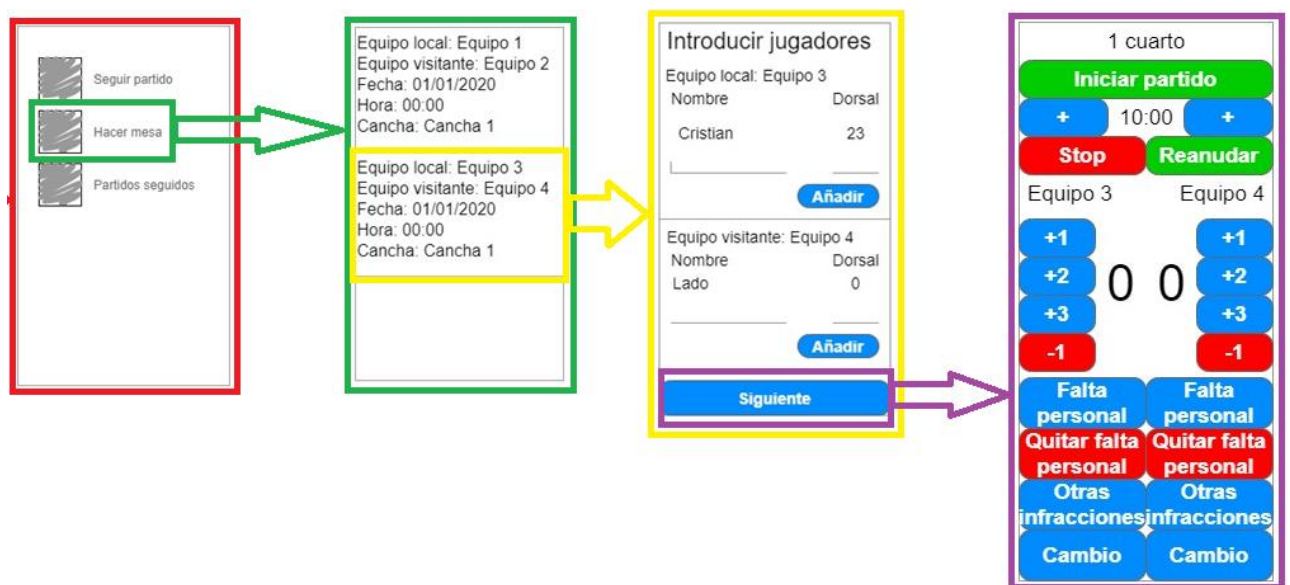 Seguir partido
Hacer mesa
Partidos seguidos
Equipo local: Equipo 1
Equipo visitante: Equipo 2
Fecha: 01/01/2020
Hora: 00:00
Cancha: Cancha 1
Equipo local: Equipo 3
Equipo visitante: Equipo 4
Fecha: 01/01/2020
Hora: 00:00
Cancha: Cancha 1
Introducir jugadores
Equipo local: Equipo 3
Nombre Dorsal
Cristian 23
Añadir
Equipo visitante: Equipo 4
Nombre Dorsal
Lado 0
Añadir
Siguiente
1 cuarto
Iniciar partido
+ 10:00 +
Stop Reanudar
Equipo 3 Equipo 4
+1 +1
+2 0 0 +2
+3 +3
-1 -1
Falta Falta
personal personal
Quitar falta Quitar falta
personal personal
Otras Otras
infracciones infracciones
Cambio Cambio